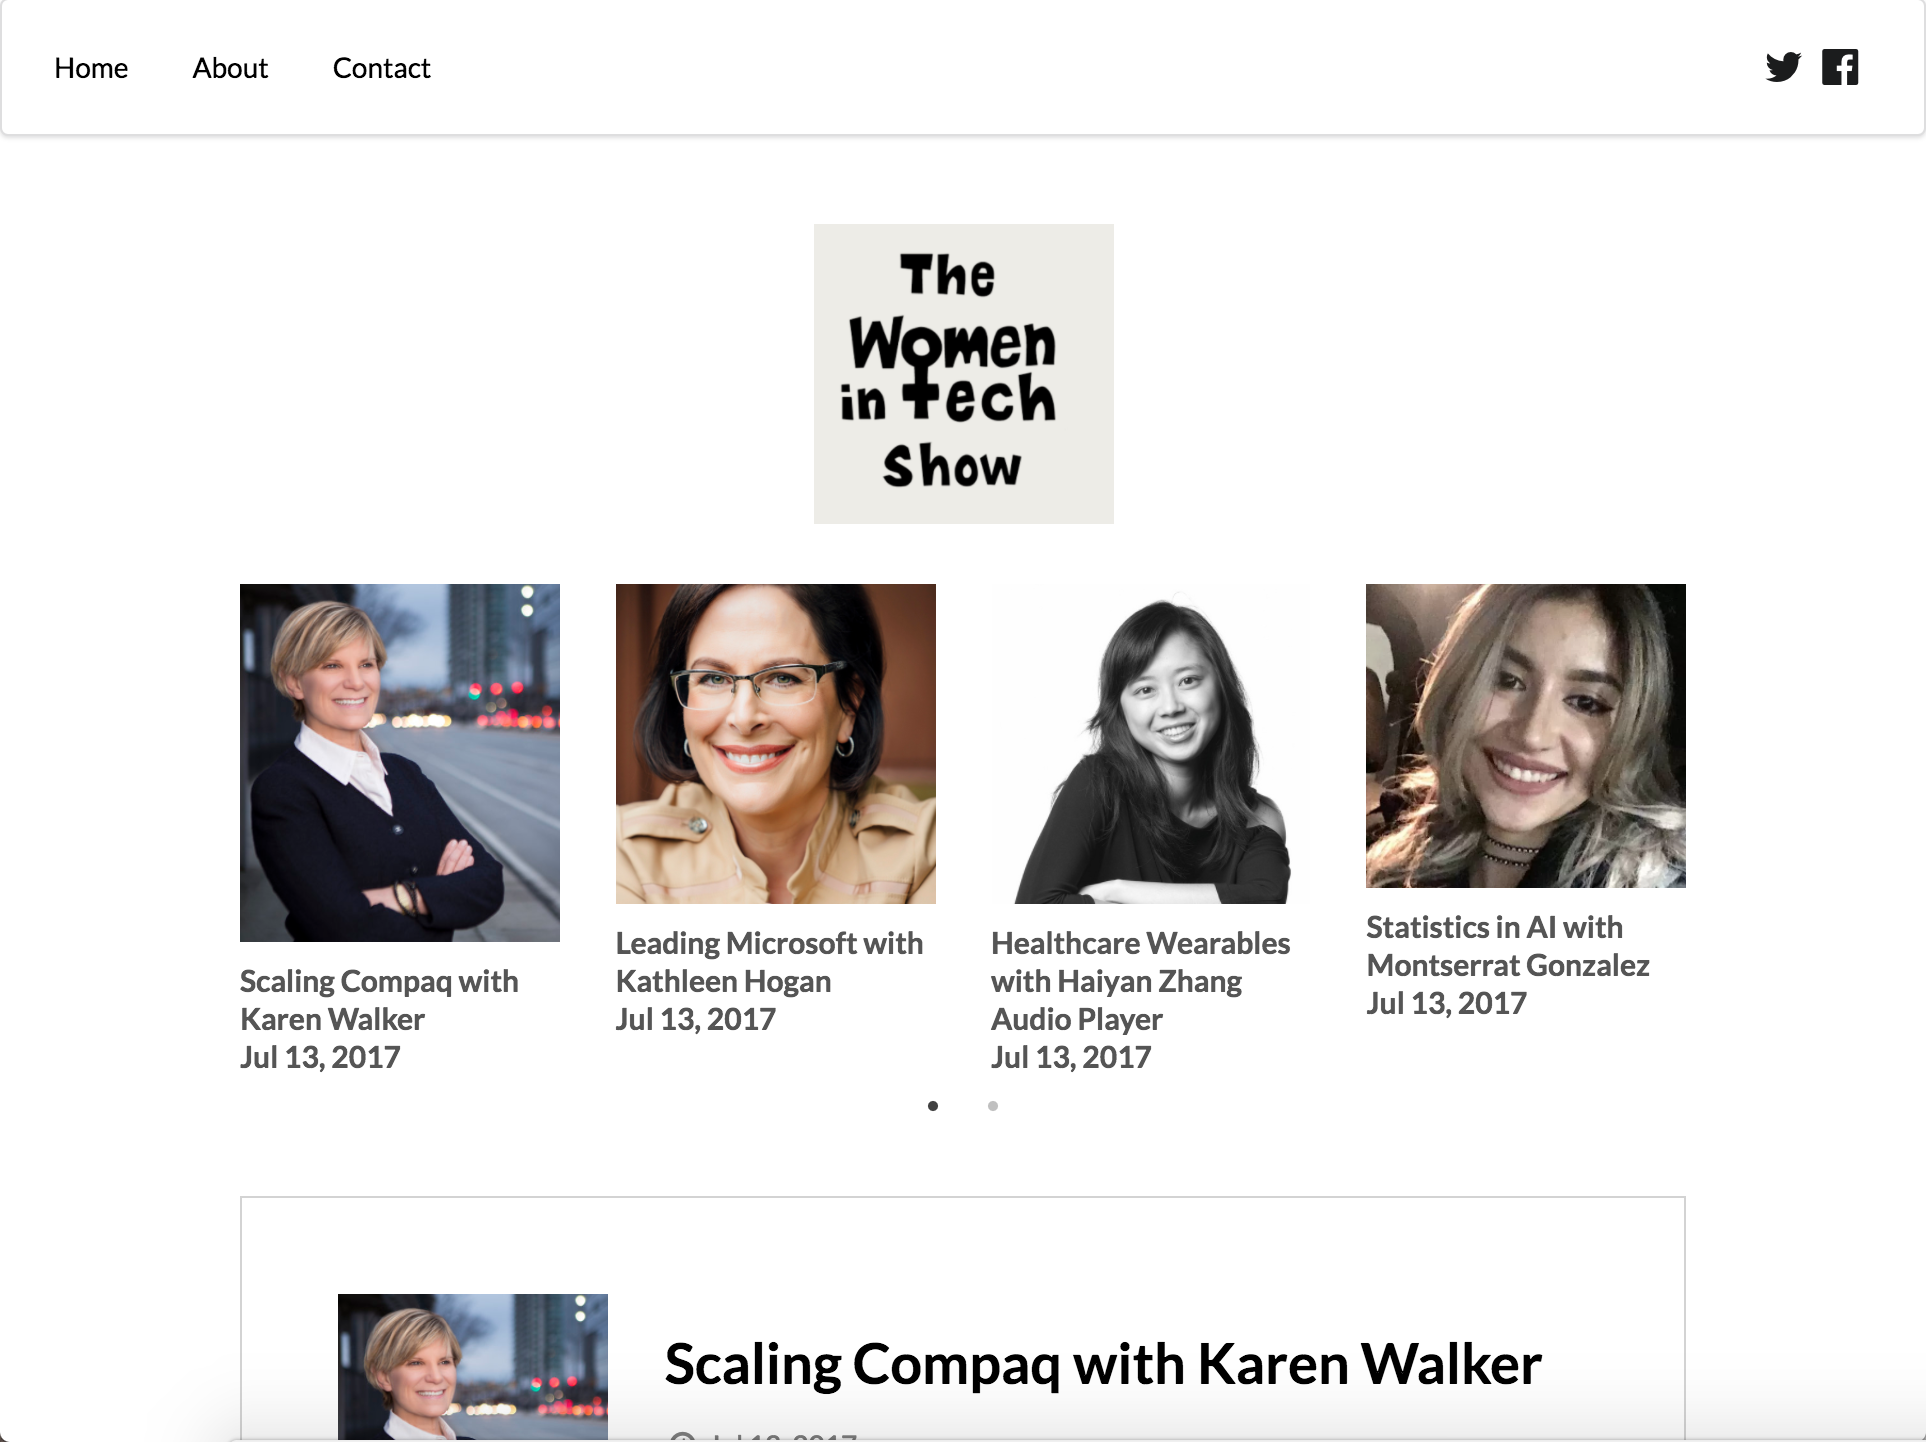 Home
About
Contact
The
Women
in tech
Show
Scaling Compaq with
Karen Walker
Jul 13, 2017
Leading Microsoft with
Kathleen Hogan
Jul 13, 2017
Healthcare Wearables
with Haiyan Zhang
Audio Player
Jul 13, 2017
Statistics in AI with
Montserrat Gonzalez
Jul 13, 2017
Scaling Compaq with Karen Walker